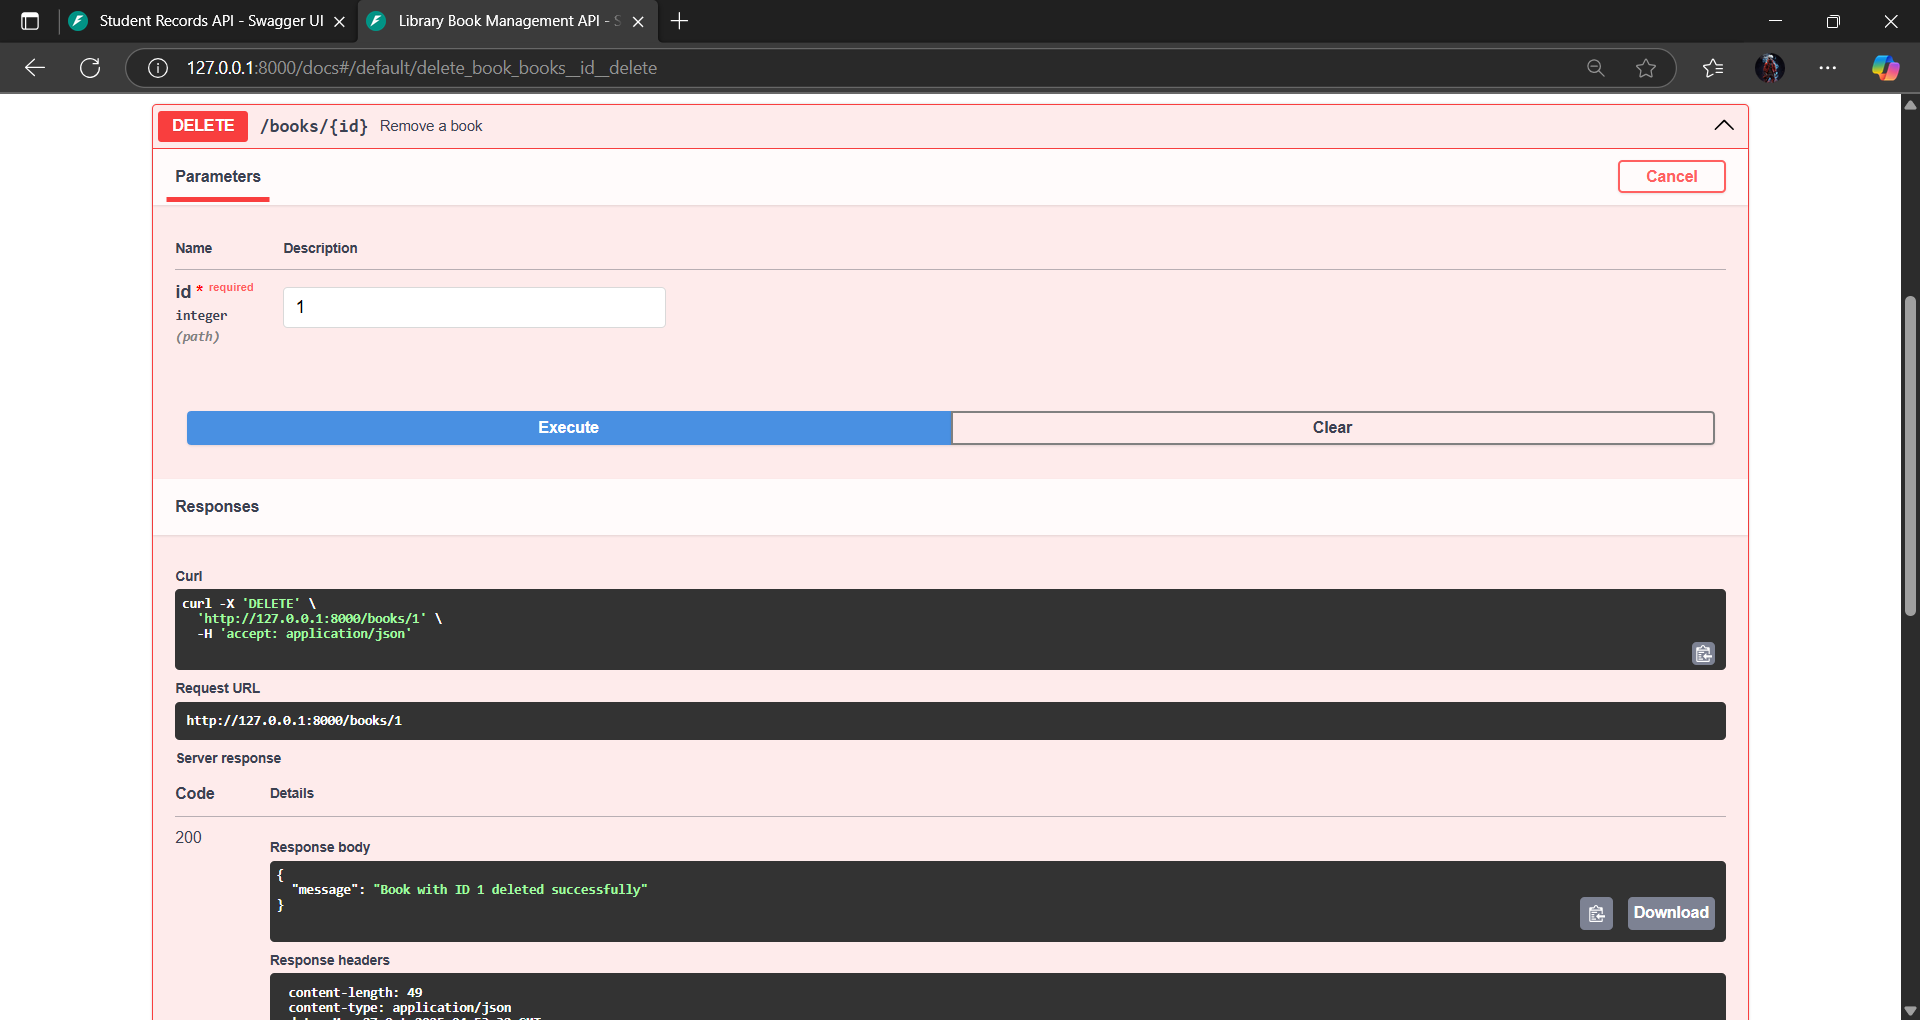 Student Records API - Swagger UI
Library Book Management API - S
127.0.0.1:8000/docs#/default/delete_book_books__id__delete
DELETE /books/{id} Remove a book
Parameters
Cancel
Name Description
id * required
integer
(path)
1
Execute
Clear
Responses
Curl
curl -X 'DELETE' \
'http://127.0.0.1:8000/books/1' \
-H 'accept: application/json'
Request URL
http://127.0.0.1:8000/books/1
Server response
Code Details
200
Response body
{
"message": "Book with ID 1 deleted successfully"
}
Download
Response headers
content-length: 49
content-type: application/json